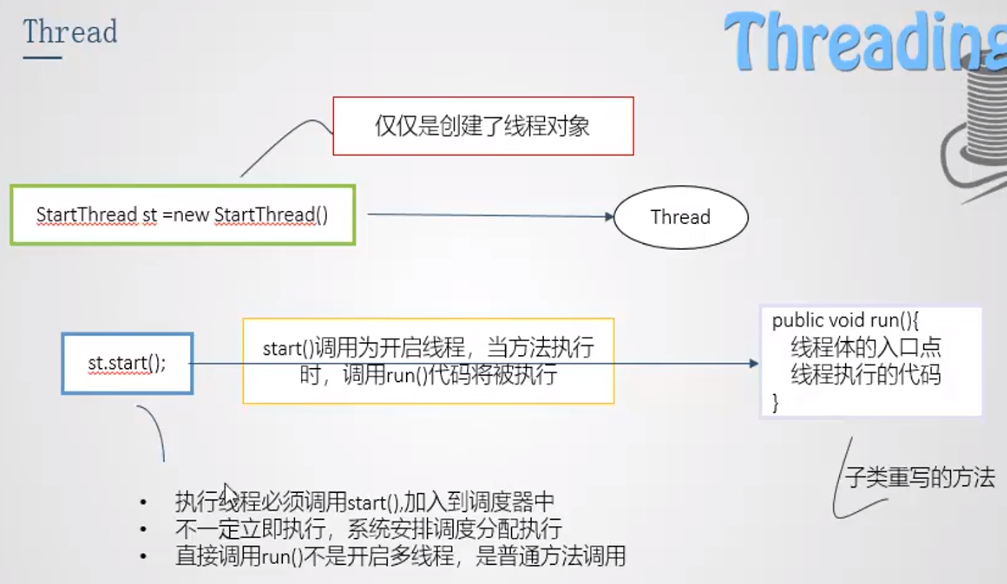 Thread
Threading
仅仅是创建了线程对象
StartThread st =new StartThread()
Thread
st.start();
start()调用为开启线程，当方法执行
时，调用run()代码将被执行
public void run(){
线程体的入口点
线程执行的代码
}
子类重写的方法
• 执行线程必须调用start(),加入到调度器中
• 不一定立即执行，系统安排调度分配执行
• 直接调用run()不是开启多线程，是普通方法调用